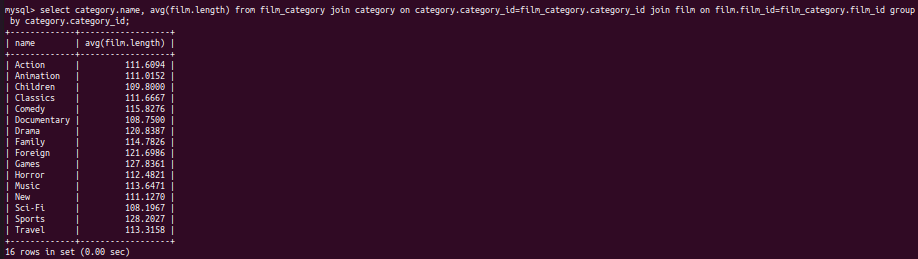 mysql> select category.name, avg(film.length) from film_category join category on category.category_id=film_category.category_id join film on film.film_id=film_category.film_id group
 by category.category_id;
+-------------+------------------+
| name        | avg(film.length) |
+-------------+------------------+
| Action      |         111.6094 |
| Animation   |         111.0152 |
| Children    |         109.8000 |
| Classics    |         111.6667 |
| Comedy      |         115.8276 |
| Documentary |         108.7500 |
| Drama       |         120.8387 |
| Family      |         114.7826 |
| Foreign     |         121.6986 |
| Games       |         127.8361 |
| Horror      |         112.4821 |
| Music       |         113.6471 |
| New         |         111.1270 |
| Sci-Fi      |         108.1967 |
| Sports      |         128.2027 |
| Travel      |         113.3158 |
+-------------+------------------+
16 rows in set (0.00 sec)